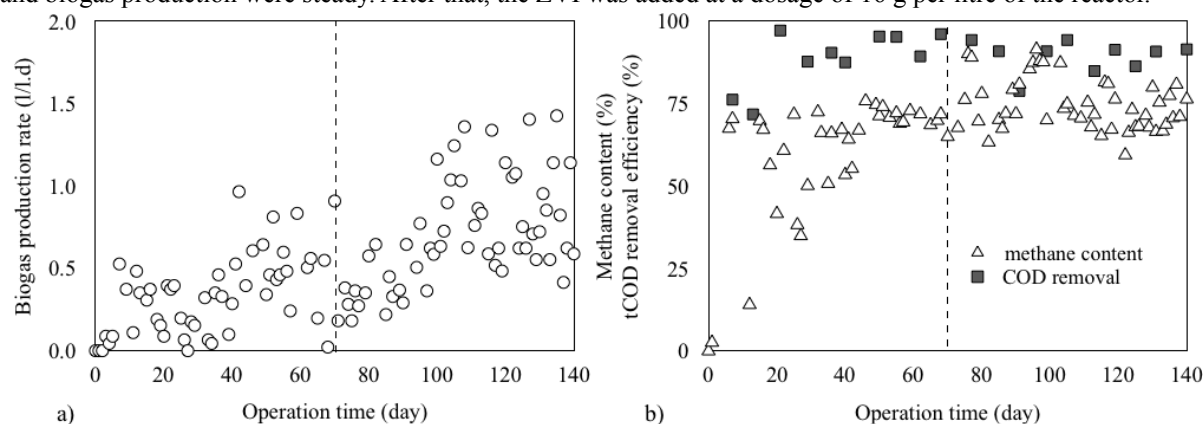 and biogas production were steady. After that, the ZVI was added at a dosage of 10 g per litre of the reactor.
2.0
1.5
1.0
0.5
0.0
Biogas production rate (l/l.d)
0 20 40 60 80 100 120 140
a) Operation time (day)
100
75
50
25
0
Methane content (%)
tCOD removal efficiency (%)
methane content
COD removal
0 20 40 60 80 100 120 140
b) Operation time (day)